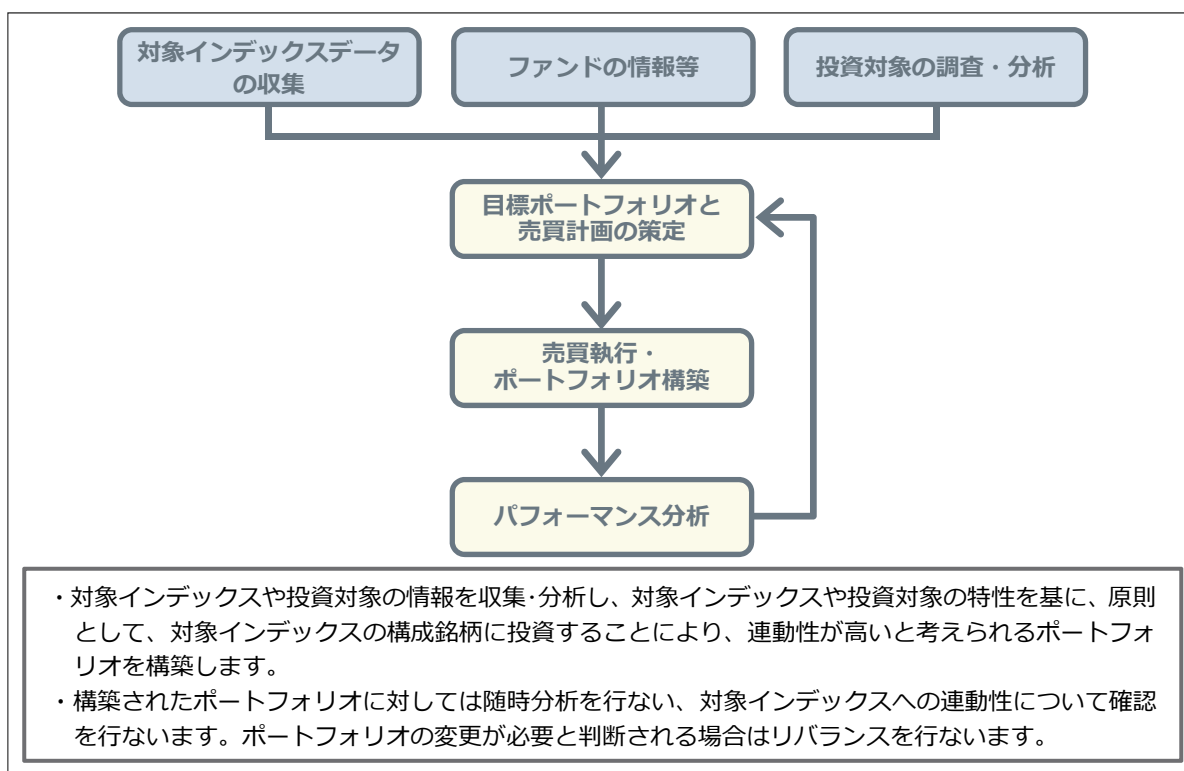 対象インデックスデータ
の収集
ファンドの情報等
投資対象の調査・分析
目標ポートフォリオと
売買計画の策定
売買執行・
ポートフォリオ構築
パフォーマンス分析
・対象インデックスや投資対象の情報を収集･分析し、対象インデックスや投資対象の特性を基に、原則
として、対象インデックスの構成銘柄に投資することにより、連動性が高いと考えられるポートフォ
リオを構築します。
・構築されたポートフォリオに対しては随時分析を行ない、対象インデックスへの連動性について確認
を行ないます。ポートフォリオの変更が必要と判断される場合はリバランスを行ないます。